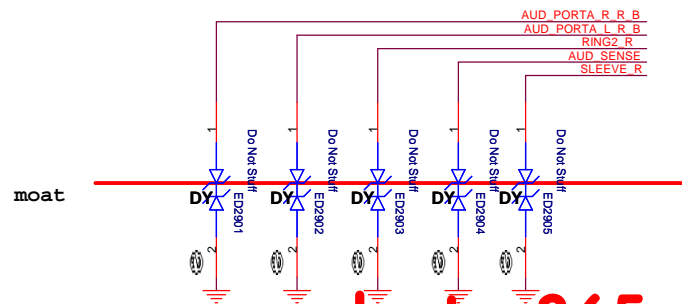 AUD_PORTA_R_R_B
AUD_PORTA_L_R_B
RING2_R
AUD_SENSE
SLEEVE_R
1 1 1 1 1
Do Not Stuff Do Not Stuff Do Not Stuff Do Not Stuff Do Not Stuff
moat
DY DY DY DY DY
ED2901 ED2902 ED2903 ED2904 ED2905
2 2 2 2 2